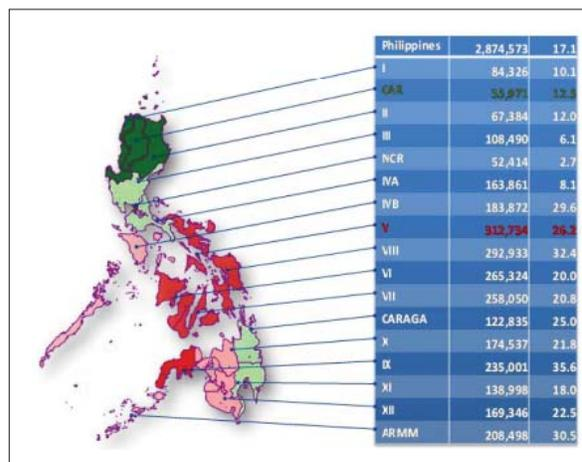 Philippines 2,874,573 17.1
I 84,326 10.1
CAR 53,971 12.3
II 67,384 12.0
III 108,490 6.1
NCR 52,414 2.7
IVA 163,861 8.1
IVB 183,872 29.6
V 312,734 26.2
VIII 292,933 32.4
VI 265,324 20.0
VII 258,050 20.8
CARAGA 122,835 25.0
X 174,537 21.8
IX 235,001 35.6
XI 138,998 18.0
XII 169,346 22.5
ARMM 208,498 30.5